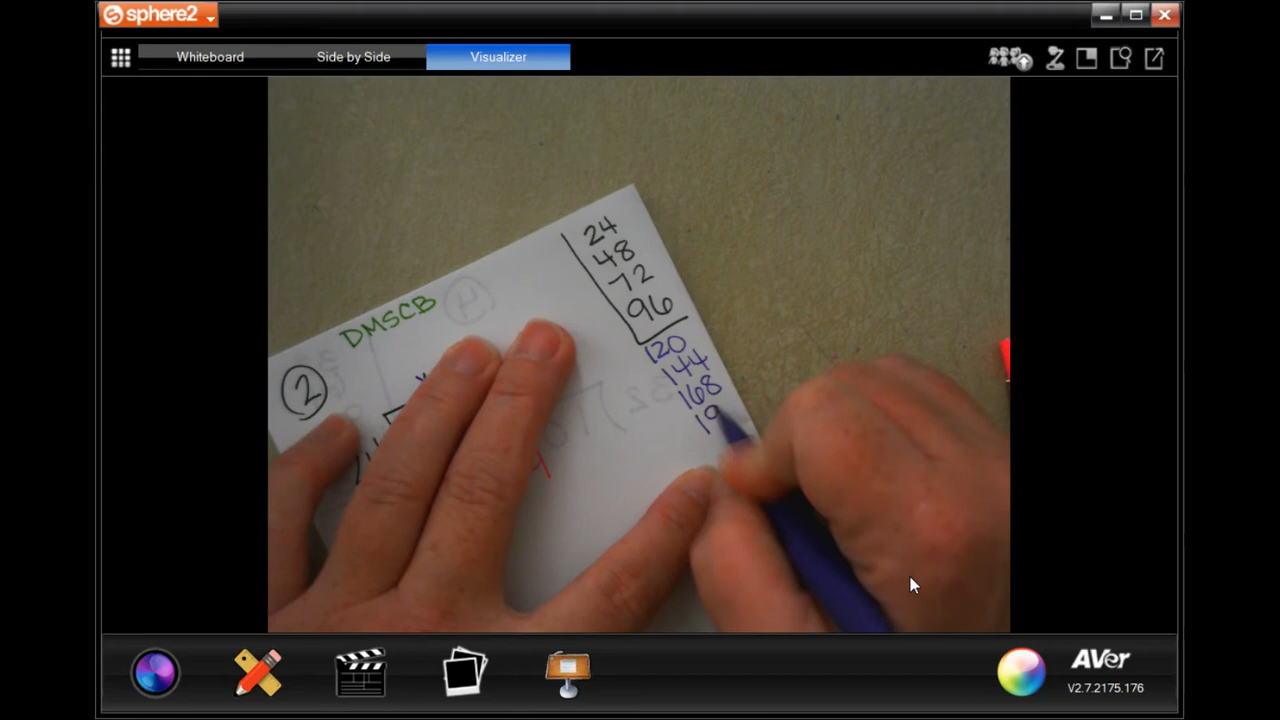 sphere2
Whiteboard
Side by Side
Visualizer
24
48
72
96
120
144
168
19
DMSCB
2
4
AVer
V2.7.2175.176